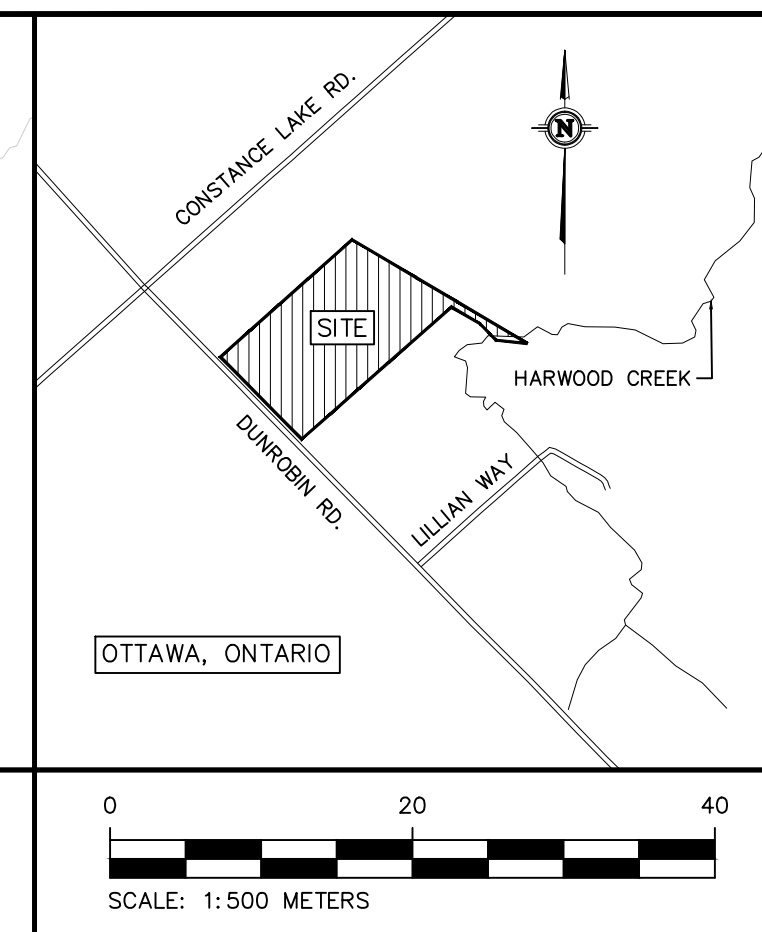 CONSTANCE LAKE RD.
N
SITE
HARWOOD CREEK
DUNROBIN RD.
LILLIAN WAY
OTTAWA, ONTARIO
0 20 40
SCALE: 1:500 METERS